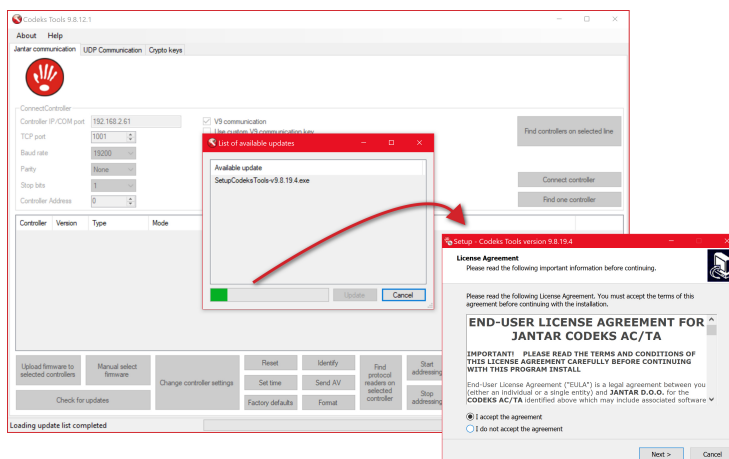 Codeks Tools 9.8.12.1
About Help
Jantar communication UDP Communication Crypto keys
ConnectController
Controller IP/COM port 192.168.2.61
V9 communication
Use custom V9 communication key
TCP port 1001
Find controllers on selected line
Baud rate 19200
Parity None
Stop bits 1
Connect controller
Controller Address 0
Find one controller
Controller Version Type Mode
List of available updates
Available update
SetupCodeksTools-v9.8.19.4.exe
Update Cancel
Setup - Codeks Tools version 9.8.19.4
License Agreement
Please read the following important information before continuing.
Please read the following License Agreement. You must accept the terms of this
agreement before continuing with the installation.
END-USER LICENSE AGREEMENT FOR
JANTAR CODEKS AC/TA
IMPORTANT! PLEASE READ THE TERMS AND CONDITIONS OF
THIS LICENSE AGREEMENT CAREFULLY BEFORE CONTINUING
WITH THIS PROGRAM INSTALL
End-User License Agreement ("EULA") is a legal agreement between you
(either an individual or a single entity) and JANTAR D.O.O. for the
CODEKS AC/TA identified above which may include associated software
I accept the agreement
I do not accept the agreement
Next > Cancel
Upload firmware to
selected controllers
Manual select
firmware
Check for updates
Change controller settings
Reset
Identify
Set time
Send AV
Factory defaults
Format
Find
protocol
readers on
selected
controller
Start
addressing
Stop
addressing
Loading update list completed